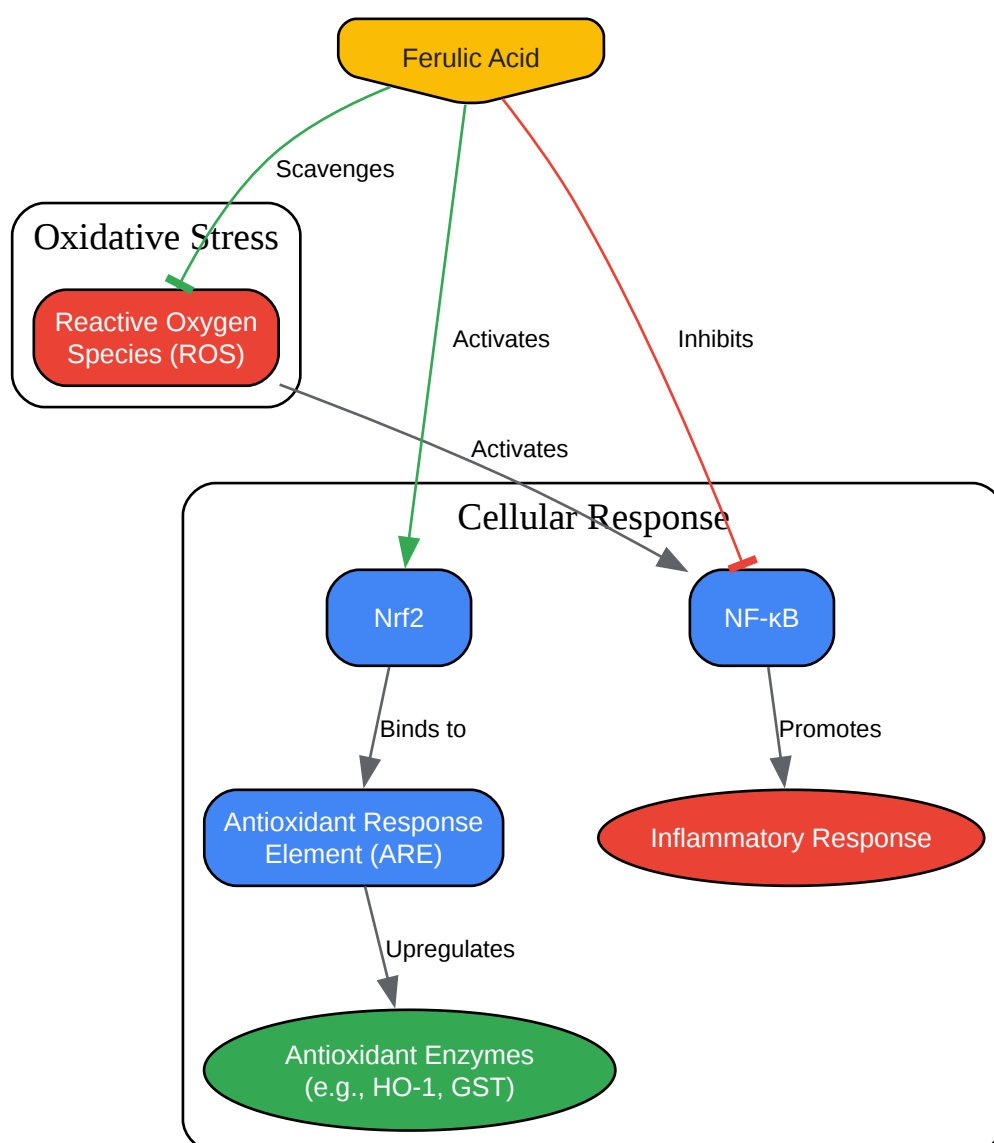 Ferulic Acid
Scavenges
Oxidative Stress
Reactive Oxygen
Species (ROS)
Activates
Inhibits
Activates
Cellular Response
Nrf2
NF-κB
Binds to
Promotes
Antioxidant Response
Element (ARE)
Inflammatory Response
Upregulates
Antioxidant Enzymes
(e.g., HO-1, GST)